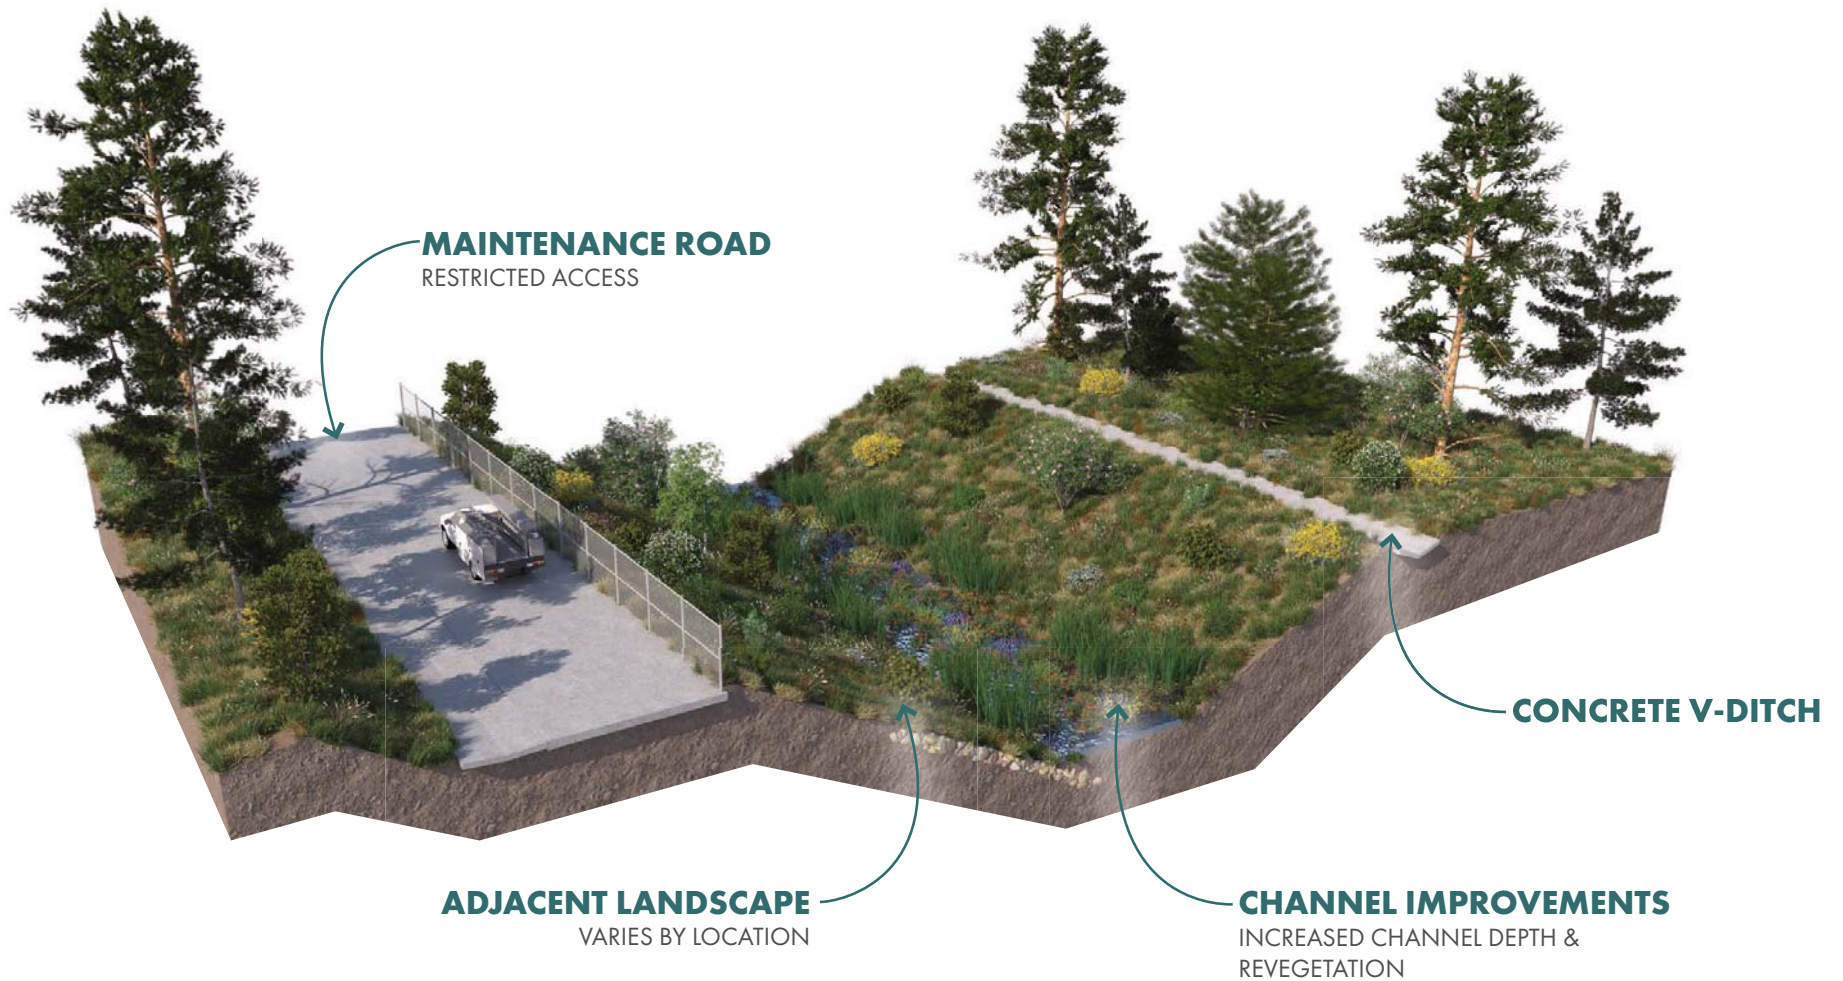 MAINTENANCE ROAD
RESTRICTED ACCESS
CONCRETE V-DITCH
ADJACENT LANDSCAPE
VARIES BY LOCATION
CHANNEL IMPROVEMENTS
INCREASED CHANNEL DEPTH &
REVEGETATION